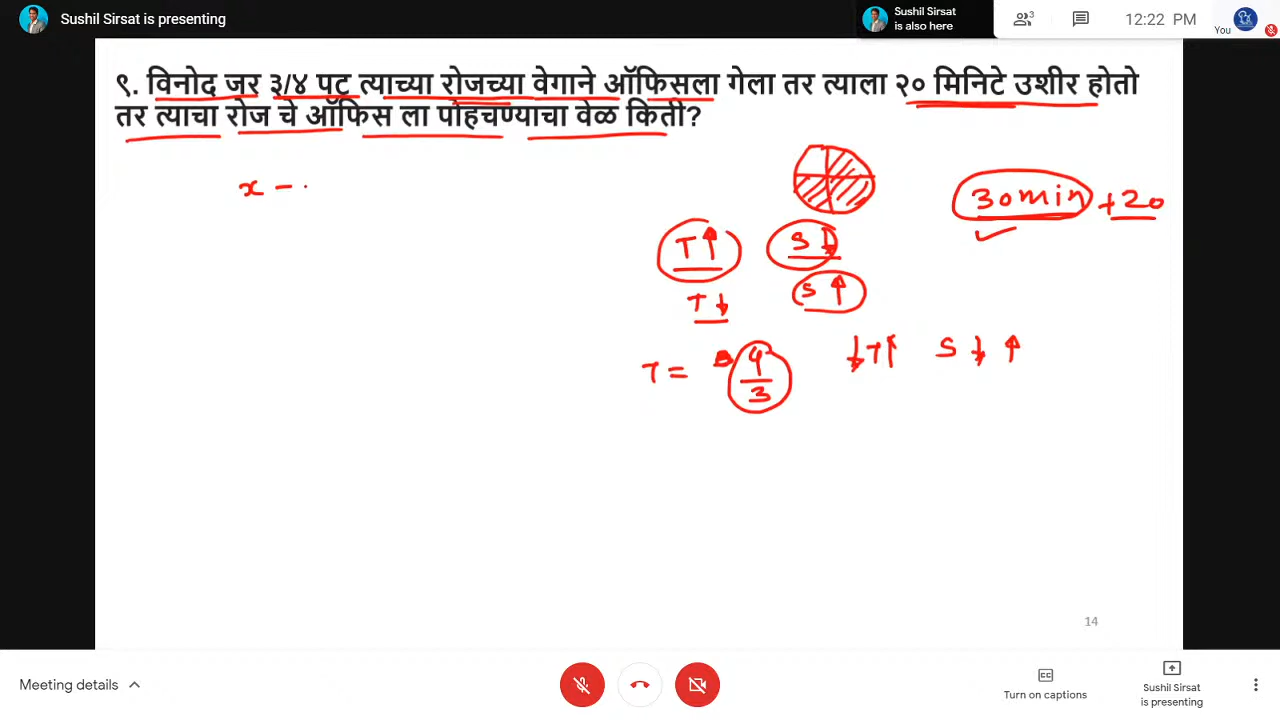 Sushil Sirsat is presenting
Sushil Sirsat
is also here
3
12:22 PM
You
९. विनोद जर ३/४ पट त्याच्या रोजच्या वेगाने ऑफिसला गेला तर त्याला २० मिनिटे उशीर होतो
तर त्याचा रोज चे ऑफिस ला पोहचण्याचा वेळ किती?
x -
30min +20
T↑ S↓
T↓ S↑
T = 4/3 ↓T↑ S↓↑
14
Meeting details
Turn on captions
Sushil Sirsat
is presenting